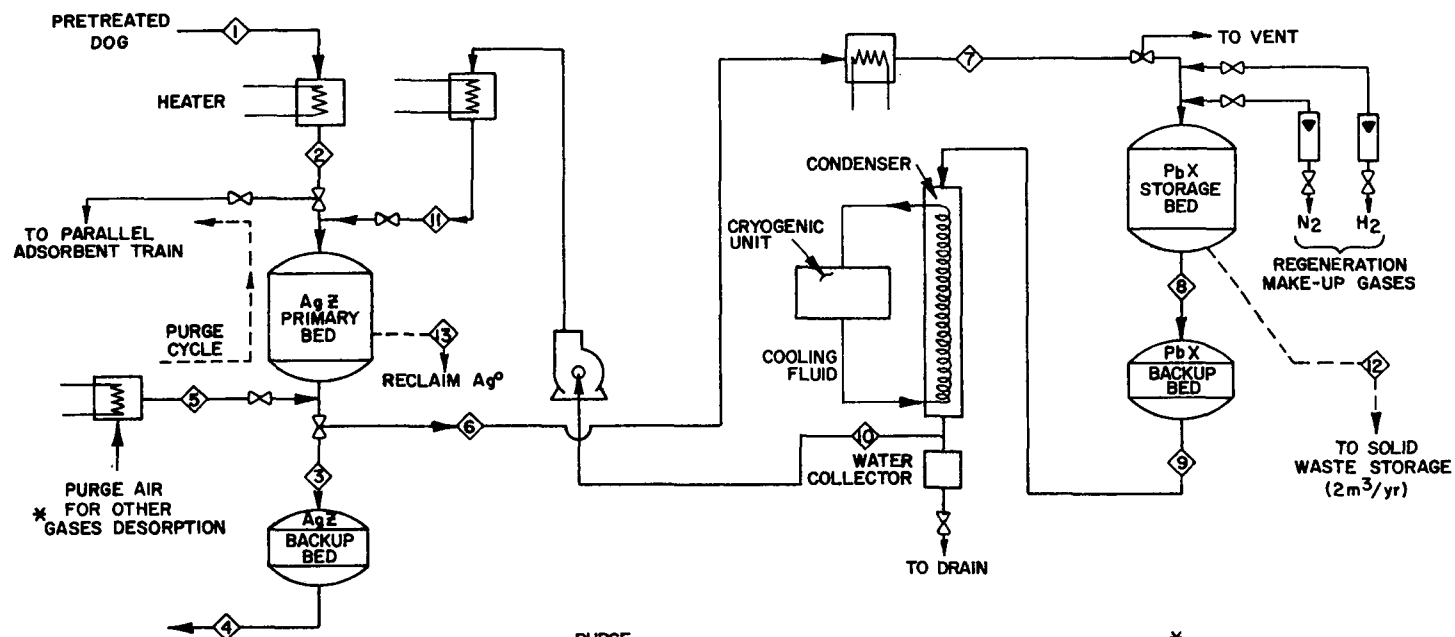 PRETREATED
DOG
1
HEATER
2
11
TO PARALLEL
ADSORBENT TRAIN
AgZ
PRIMARY
BED
PURGE
CYCLE
13
RECLAIM Ag°
5
6
3
PURGE AIR
* FOR OTHER
GASES DESORPTION
AgZ
BACKUP
BED
4
7
TO VENT
CONDENSER
CRYOGENIC
UNIT
COOLING
FLUID
10
WATER
COLLECTOR
TO DRAIN
PbX
STORAGE
BED
N2 H2
REGENERATION
MAKE-UP GASES
8
PbX
BACKUP
BED
9
12
TO SOLID
WASTE STORAGE
(2m³/yr)
PURGE
*